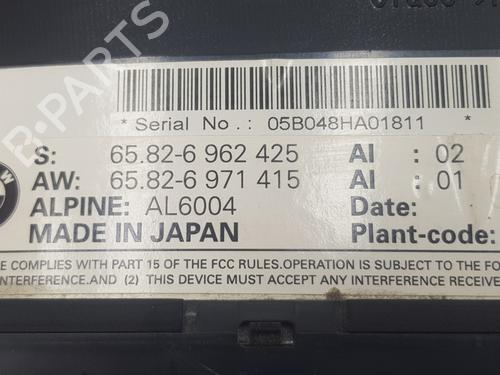 * Serial No. : 05B048HA01811 *
S: 65.82-6 962 425 AI : 02
AW: 65.82-6 971 415 AI : 01
ALPINE: AL6004 Date:
MADE IN JAPAN Plant-code:
E COMPLIES WITH PART 15 OF THE FCC RULES.OPERATION IS SUBJECT TO THE FO
INTERFERENCE.AND (2) THIS DEVICE MUST ACCEPT ANY INTERFERENCE RECEIVE
B-PARTS